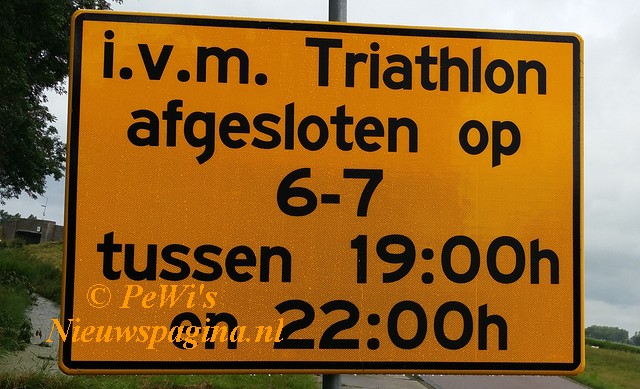 i.v.m. Triathlon
afgesloten op
6-7
tussen 19:00h
en 22:00h
© PeWi's
Nieuwspagina.nl